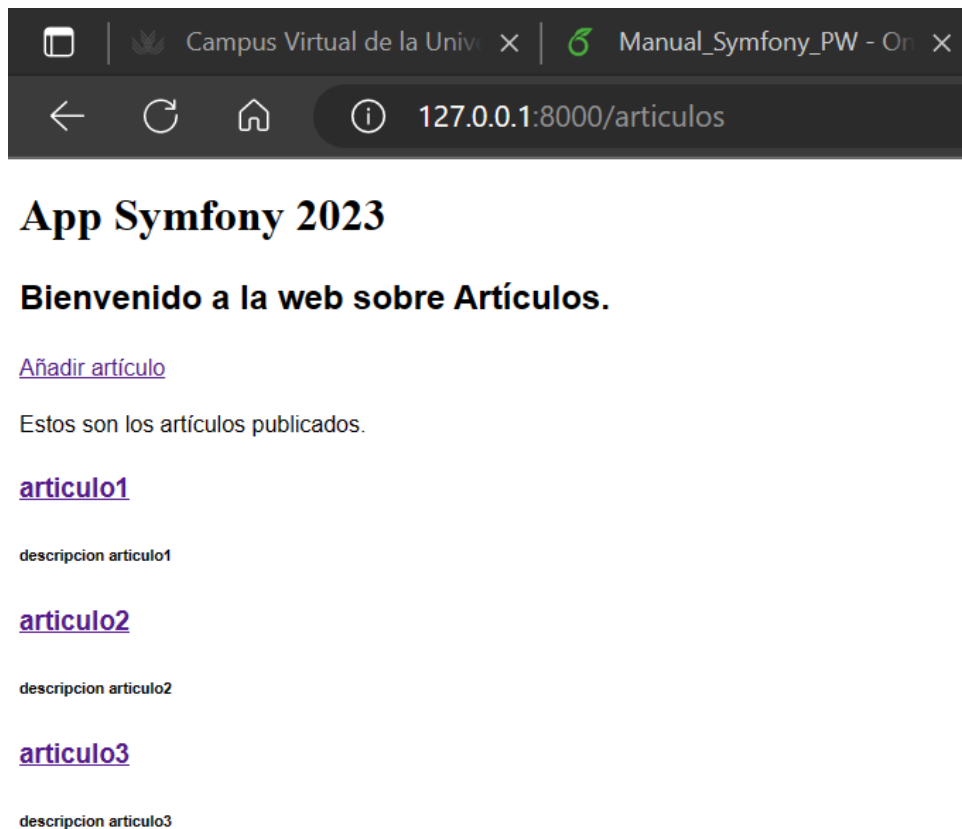 Campus Virtual de la Unive
Manual_Symfony_PW - On
127.0.0.1:8000/articulos
App Symfony 2023
Bienvenido a la web sobre Artículos.
Añadir artículo
Estos son los artículos publicados.
articulo1
descripcion articulo1
articulo2
descripcion articulo2
articulo3
descripcion articulo3